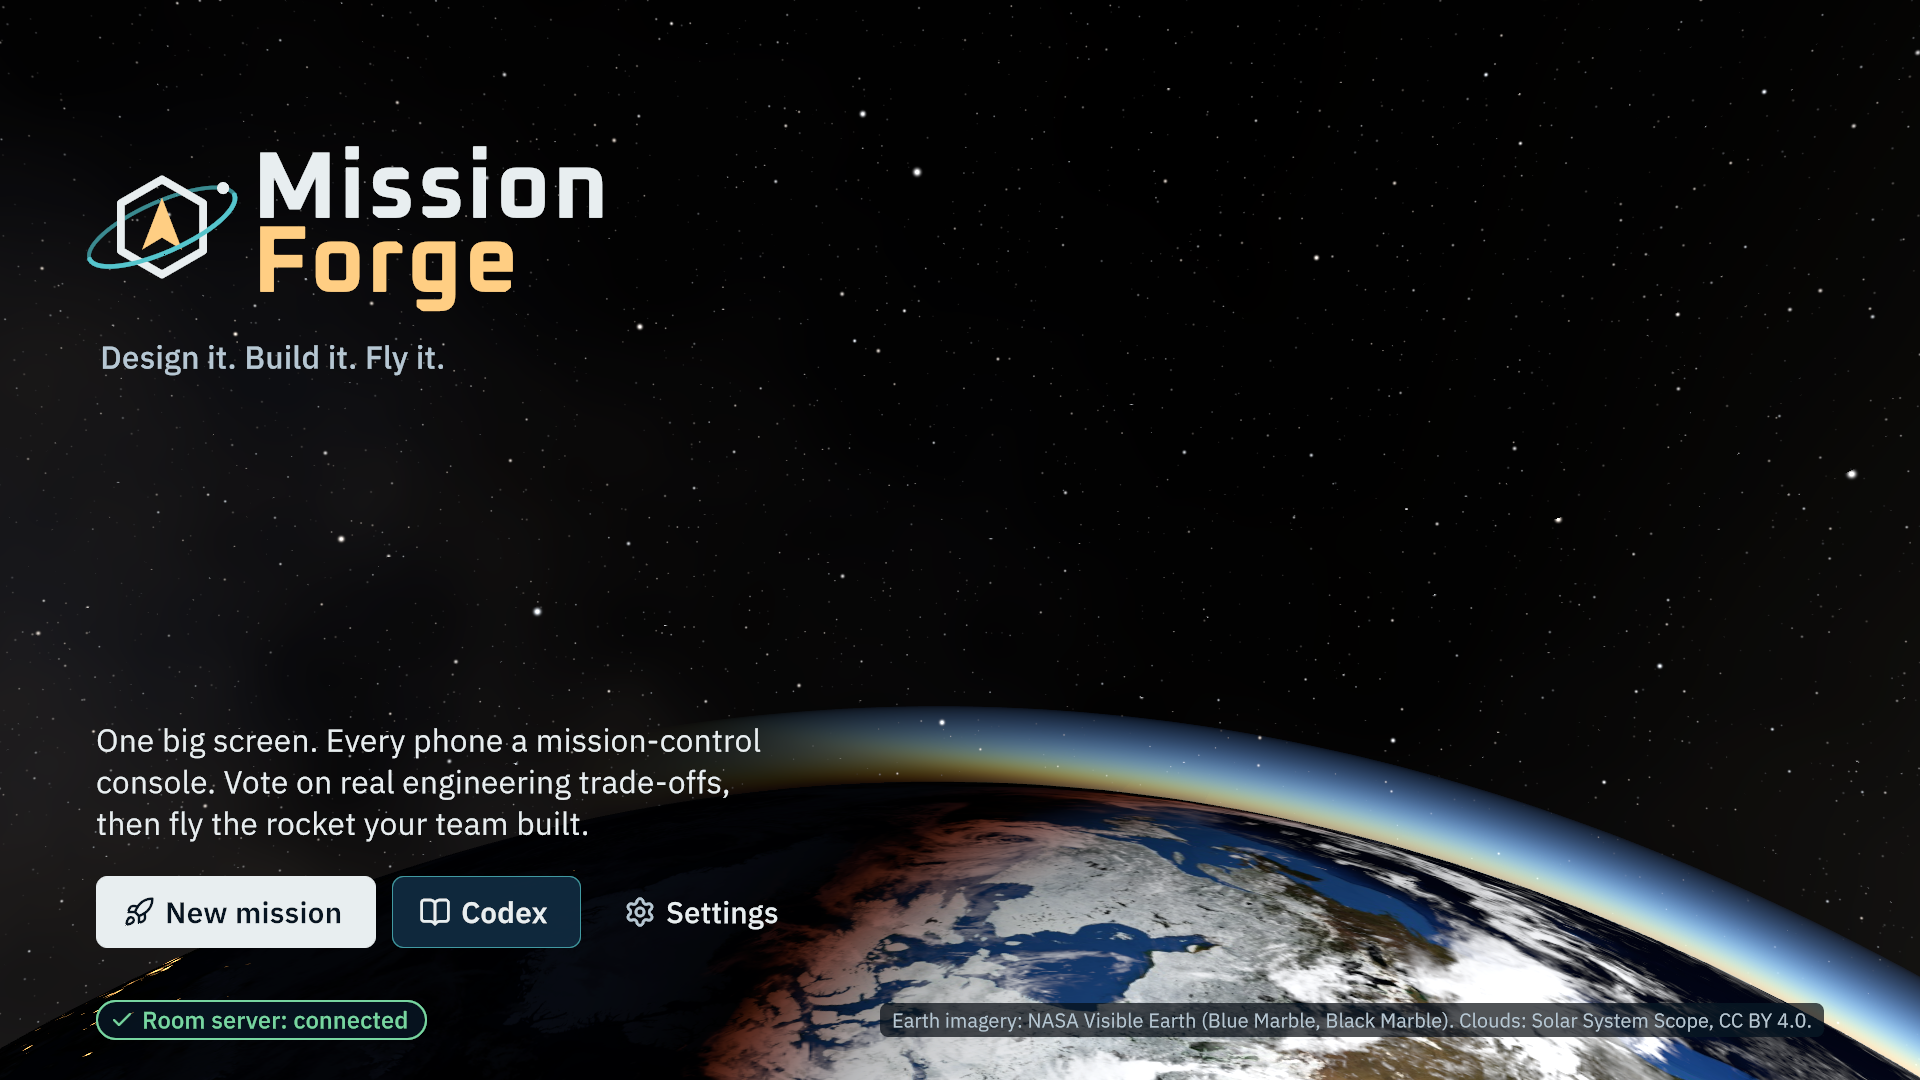 Mission
Forge
Design it. Build it. Fly it.
One big screen. Every phone a mission-control
console. Vote on real engineering trade-offs,
then fly the rocket your team built.
New mission
Codex
Settings
Room server: connected
Earth imagery: NASA Visible Earth (Blue Marble, Black Marble). Clouds: Solar System Scope, CC BY 4.0.